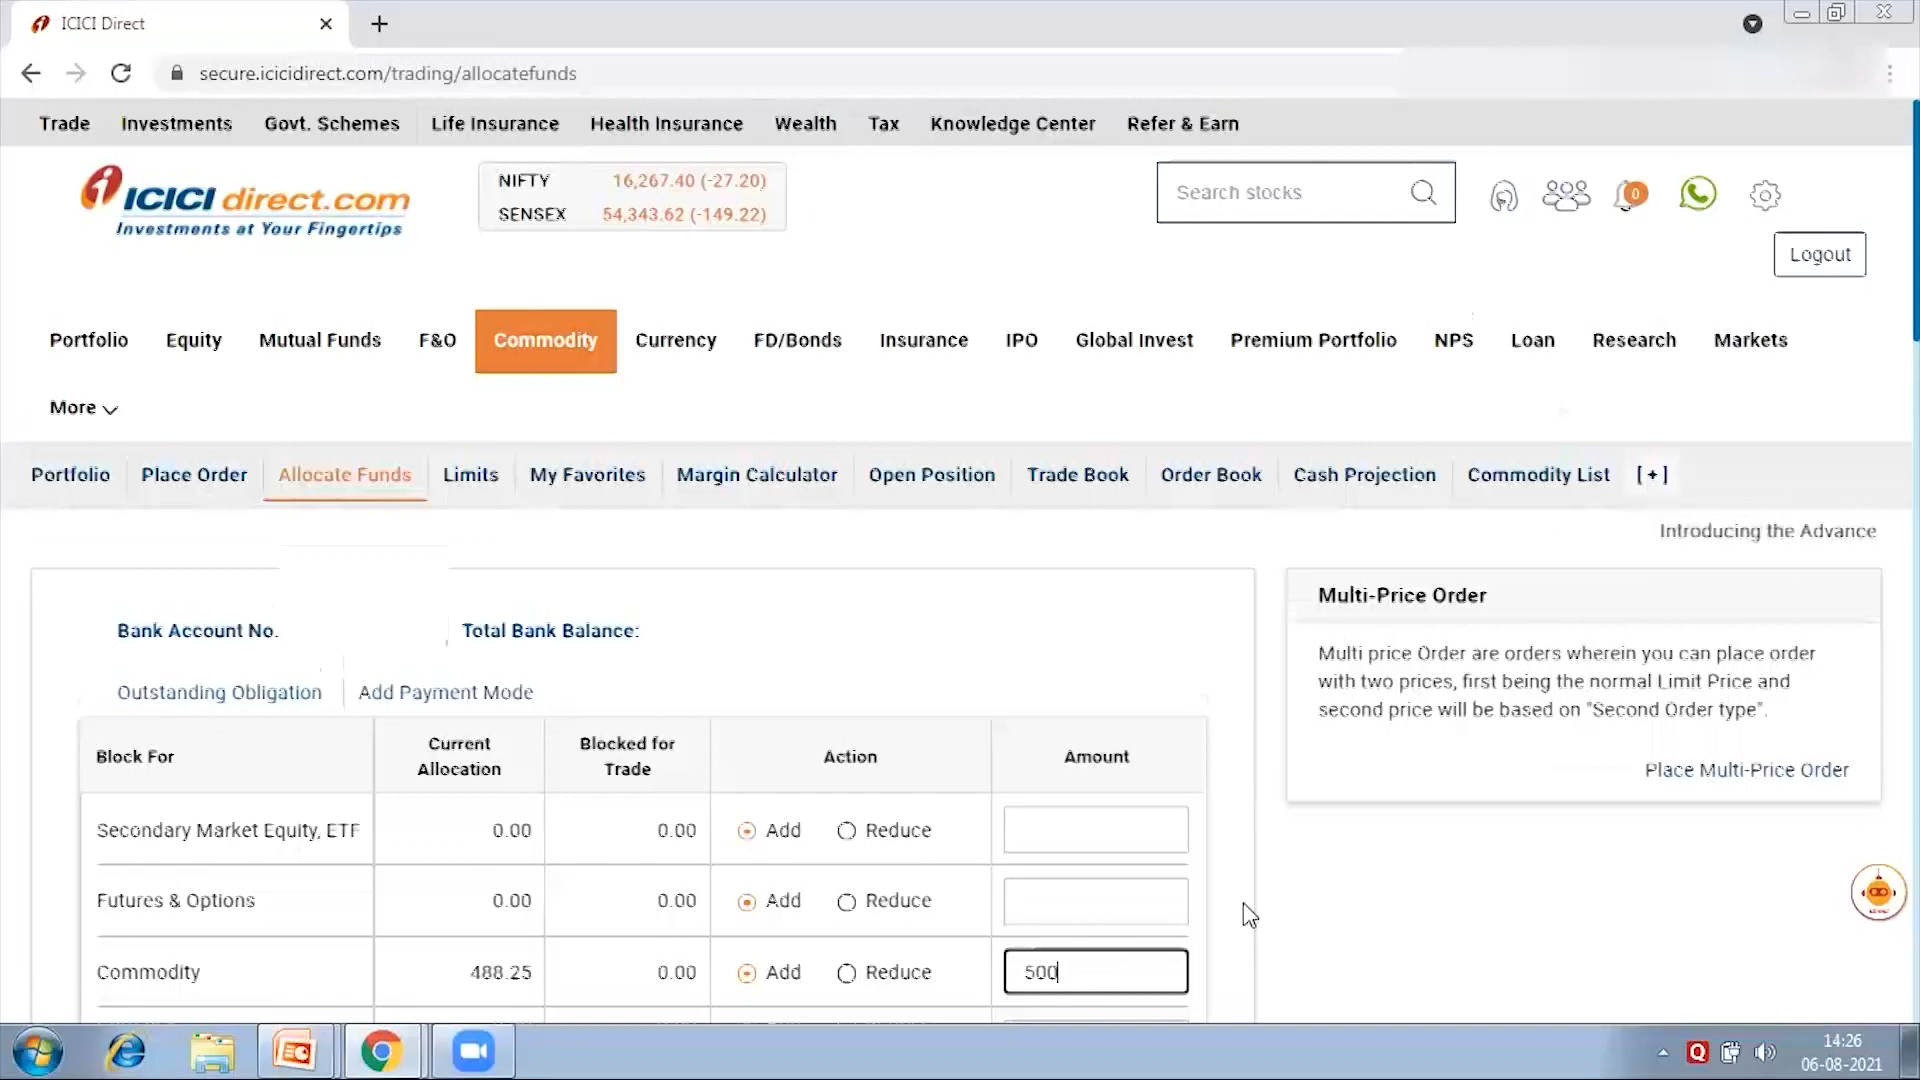 ICICI Direct
secure.icicidirect.com/trading/allocatefunds
Trade Investments Govt. Schemes Life Insurance Health Insurance Wealth Tax Knowledge Center Refer & Earn
ICICI direct.com
Investments at Your Fingertips
NIFTY 16,267.40 (-27.20)
SENSEX 54,343.62 (-149.22)
Search stocks
0
Logout
Portfolio Equity Mutual Funds F&O Commodity Currency FD/Bonds Insurance IPO Global Invest Premium Portfolio NPS Loan Research Markets
More
Portfolio Place Order Allocate Funds Limits My Favorites Margin Calculator Open Position Trade Book Order Book Cash Projection Commodity List [+]
Introducing the Advance
Bank Account No. Total Bank Balance:
Outstanding Obligation Add Payment Mode
Block For Current Allocation Blocked for Trade Action Amount
Secondary Market Equity, ETF 0.00 0.00 Add Reduce
Futures & Options 0.00 0.00 Add Reduce
Commodity 488.25 0.00 Add Reduce 500
Multi-Price Order
Multi price Order are orders wherein you can place order
with two prices, first being the normal Limit Price and
second price will be based on "Second Order type".
Place Multi-Price Order
14:26
06-08-2021